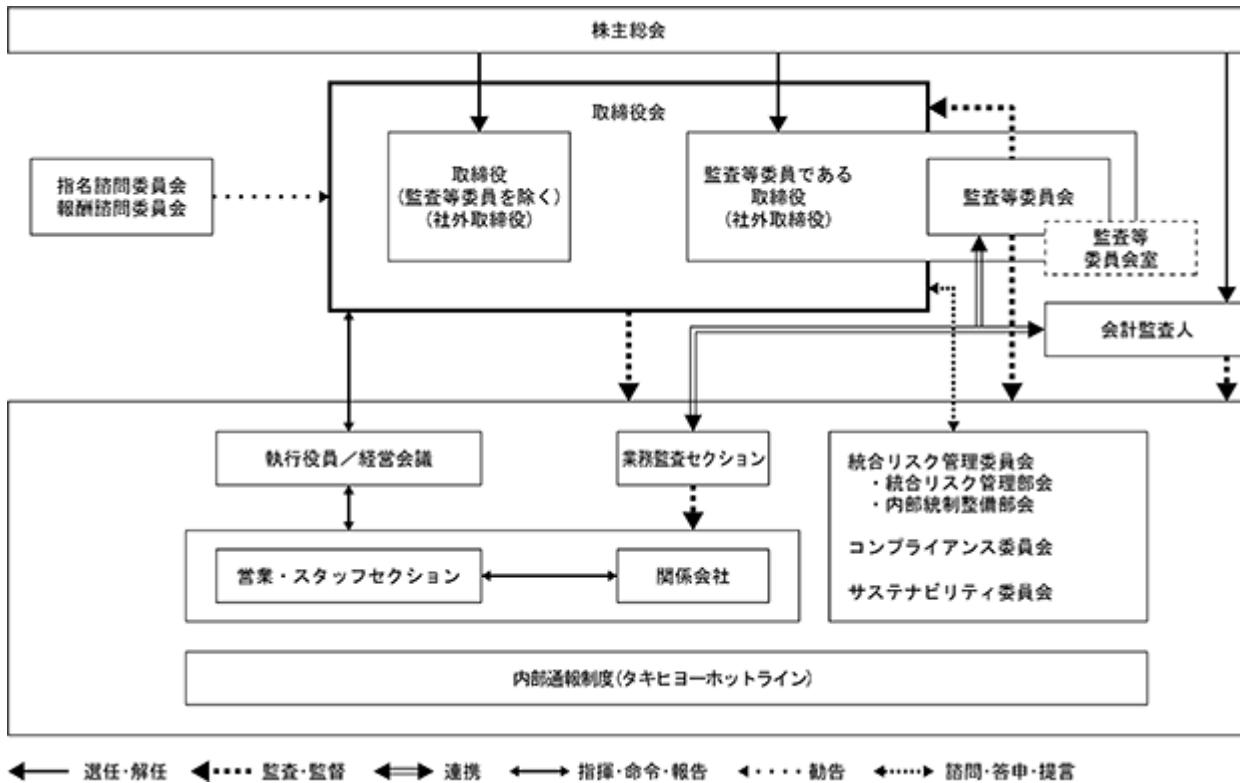 株主総会
取締役会
指名諮問委員会
報酬諮問委員会
取締役
(監査等委員を除く)
(社外取締役)
監査等委員である
取締役
(社外取締役)
監査等委員会
監査等
委員会室
会計監査人
執行役員／経営会議
業務監査セクション
統合リスク管理委員会
・統合リスク管理部会
・内部統制整備部会
コンプライアンス委員会
サステナビリティ委員会
営業・スタッフセクション
関係会社
内部通報制度(タキヒヨーホットライン)
選任・解任 監査・監督 連携 指揮・命令・報告 勧告 諮問・答申・提言